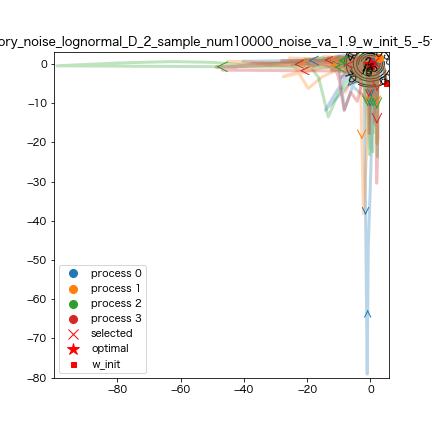 ory_noise_lognormal_D_2_sample_num10000_noise_va_1.9_w_init_5_-5
0
−10
−20
−30
−40
−50
−60
−70
−80
−80
−60
−40
−20
0
process 0
process 1
process 2
process 3
selected
optimal
w_init